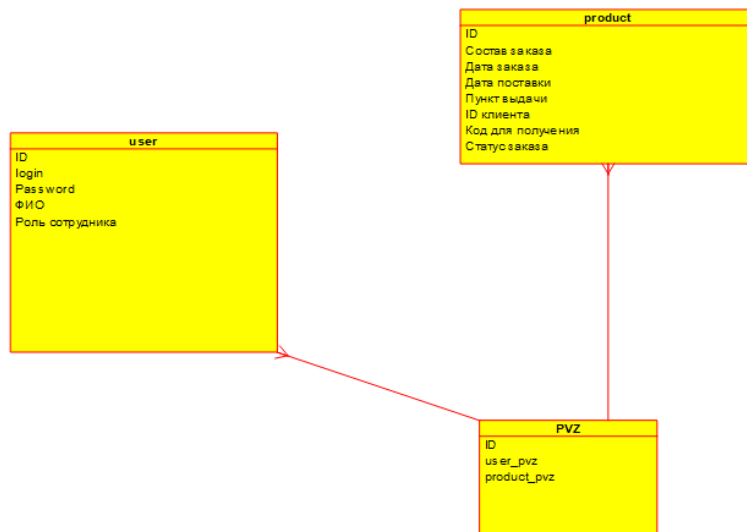 product
ID
Состав заказа
Дата заказа
Дата поставки
Пункт выдачи
ID клиента
Код для получения
Статус заказа
user
ID
login
Password
ФИО
Роль сотрудника
PVZ
ID
user_pvz
product_pvz